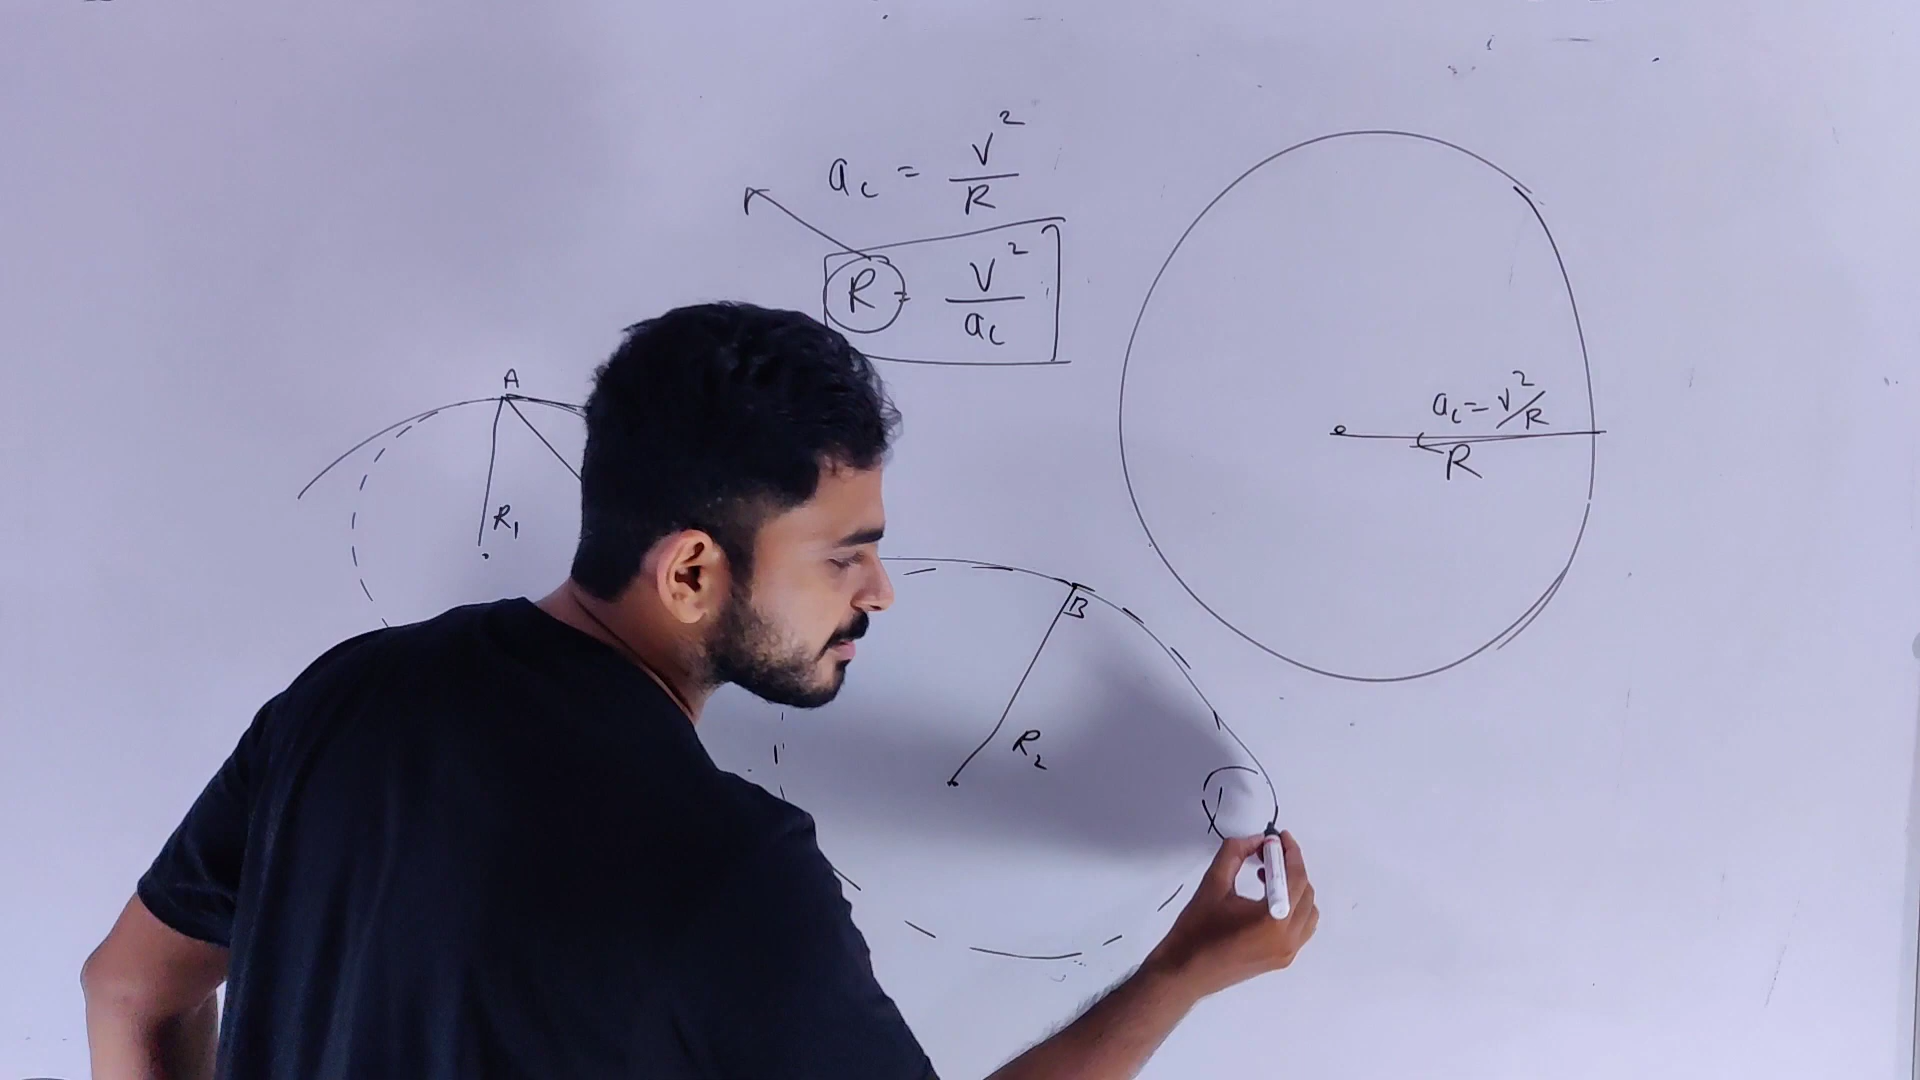 a_c = v²/R
R = v²/a_c
A
R₁
B
R₂
a_c = v²/R
R